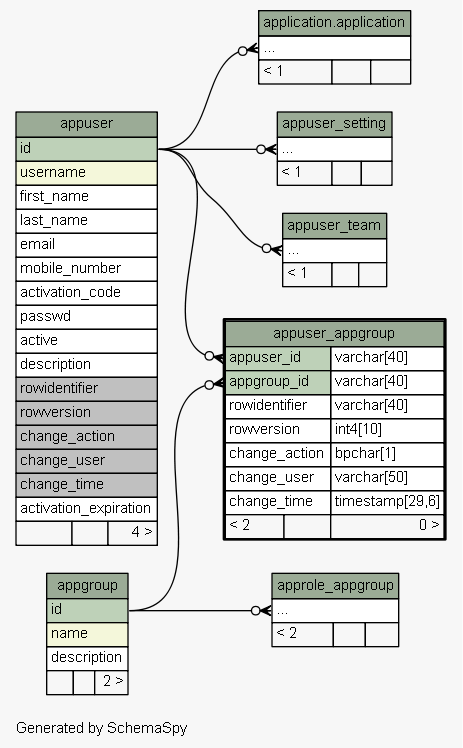 application.application
...
< 1
appuser
id
username
first_name
last_name
email
mobile_number
activation_code
passwd
active
description
rowidentifier
rowversion
change_action
change_user
change_time
activation_expiration
4 >
appuser_setting
...
< 1
appuser_team
...
< 1
appuser_appgroup
appuser_id varchar[40]
appgroup_id varchar[40]
rowidentifier varchar[40]
rowversion int4[10]
change_action bpchar[1]
change_user varchar[50]
change_time timestamp[29,6]
< 2 0 >
appgroup
id
name
description
2 >
approle_appgroup
...
< 2
Generated by SchemaSpy